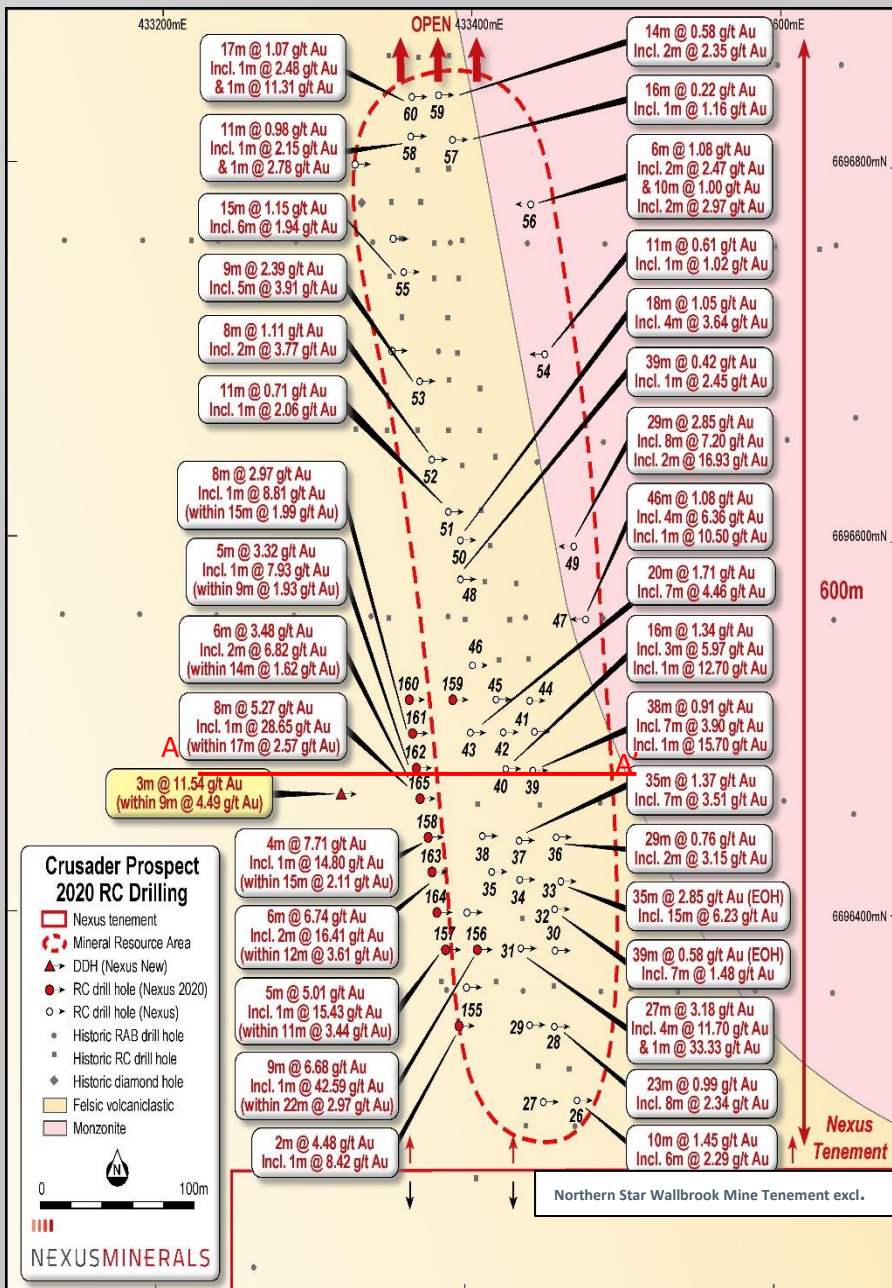 433200mE
OPEN
433400mE
600mE
17m @ 1.07 g/t Au
Incl. 1m @ 2.48 g/t Au
& 1m @ 11.31 g/t Au
11m @ 0.98 g/t Au
Incl. 1m @ 2.15 g/t Au
& 1m @ 2.78 g/t Au
15m @ 1.15 g/t Au
Incl. 6m @ 1.94 g/t Au
9m @ 2.39 g/t Au
Incl. 5m @ 3.91 g/t Au
8m @ 1.11 g/t Au
Incl. 2m @ 3.77 g/t Au
11m @ 0.71 g/t Au
Incl. 1m @ 2.06 g/t Au
8m @ 2.97 g/t Au
Incl. 1m @ 8.81 g/t Au
(within 15m @ 1.99 g/t Au)
5m @ 3.32 g/t Au
Incl. 1m @ 7.93 g/t Au
(within 9m @ 1.93 g/t Au)
6m @ 3.48 g/t Au
Incl. 2m @ 6.82 g/t Au
(within 14m @ 1.62 g/t Au)
8m @ 5.27 g/t Au
Incl. 1m @ 28.65 g/t Au
(within 17m @ 2.57 g/t Au)
3m @ 11.54 g/t Au
(within 9m @ 4.49 g/t Au)
4m @ 7.71 g/t Au
Incl. 1m @ 14.80 g/t Au
(within 15m @ 2.11 g/t Au)
6m @ 6.74 g/t Au
Incl. 2m @ 16.41 g/t Au
(within 12m @ 3.61 g/t Au)
5m @ 5.01 g/t Au
Incl. 1m @ 15.43 g/t Au
(within 11m @ 3.44 g/t Au)
9m @ 6.68 g/t Au
Incl. 1m @ 42.59 g/t Au
(within 22m @ 2.97 g/t Au)
2m @ 4.48 g/t Au
Incl. 1m @ 8.42 g/t Au
60
59
58
57
56
55
54
53
52
51
50
49
48
47
46
160
159
45
44
161
41
43
42
162
A
A'
40
39
165
158
38
37
36
163
35
34
33
164
32
157
156
31
30
155
29
28
27
26
14m @ 0.58 g/t Au
Incl. 2m @ 2.35 g/t Au
16m @ 0.22 g/t Au
Incl. 1m @ 1.16 g/t Au
6m @ 1.08 g/t Au
Incl. 2m @ 2.47 g/t Au
& 10m @ 1.00 g/t Au
Incl. 2m @ 2.97 g/t Au
11m @ 0.61 g/t Au
Incl. 1m @ 1.02 g/t Au
18m @ 1.05 g/t Au
Incl. 4m @ 3.64 g/t Au
39m @ 0.42 g/t Au
Incl. 1m @ 2.45 g/t Au
29m @ 2.85 g/t Au
Incl. 8m @ 7.20 g/t Au
Incl. 2m @ 16.93 g/t Au
46m @ 1.08 g/t Au
Incl. 4m @ 6.36 g/t Au
Incl. 1m @ 10.50 g/t Au
20m @ 1.71 g/t Au
Incl. 7m @ 4.46 g/t Au
16m @ 1.34 g/t Au
Incl. 3m @ 5.97 g/t Au
Incl. 1m @ 12.70 g/t Au
38m @ 0.91 g/t Au
Incl. 7m @ 3.90 g/t Au
Incl. 1m @ 15.70 g/t Au
35m @ 1.37 g/t Au
Incl. 7m @ 3.51 g/t Au
29m @ 0.76 g/t Au
Incl. 2m @ 3.15 g/t Au
35m @ 2.85 g/t Au (EOH)
Incl. 15m @ 6.23 g/t Au
39m @ 0.58 g/t Au (EOH)
Incl. 7m @ 1.48 g/t Au
27m @ 3.18 g/t Au
Incl. 4m @ 11.70 g/t Au
& 1m @ 33.33 g/t Au
23m @ 0.99 g/t Au
Incl. 8m @ 2.34 g/t Au
10m @ 1.45 g/t Au
Incl. 6m @ 2.29 g/t Au
6696800mN
6696600mN
600m
6696400mN
Nexus
Tenement
Northern Star Wallbrook Mine Tenement excl.
Crusader Prospect
2020 RC Drilling
Nexus tenement
Mineral Resource Area
DDH (Nexus New)
RC drill hole (Nexus 2020)
RC drill hole (Nexus)
Historic RAB drill hole
Historic RC drill hole
Historic diamond hole
Felsic volcaniclastic
Monzonite
N
0
100m
NEXUSMINERALS